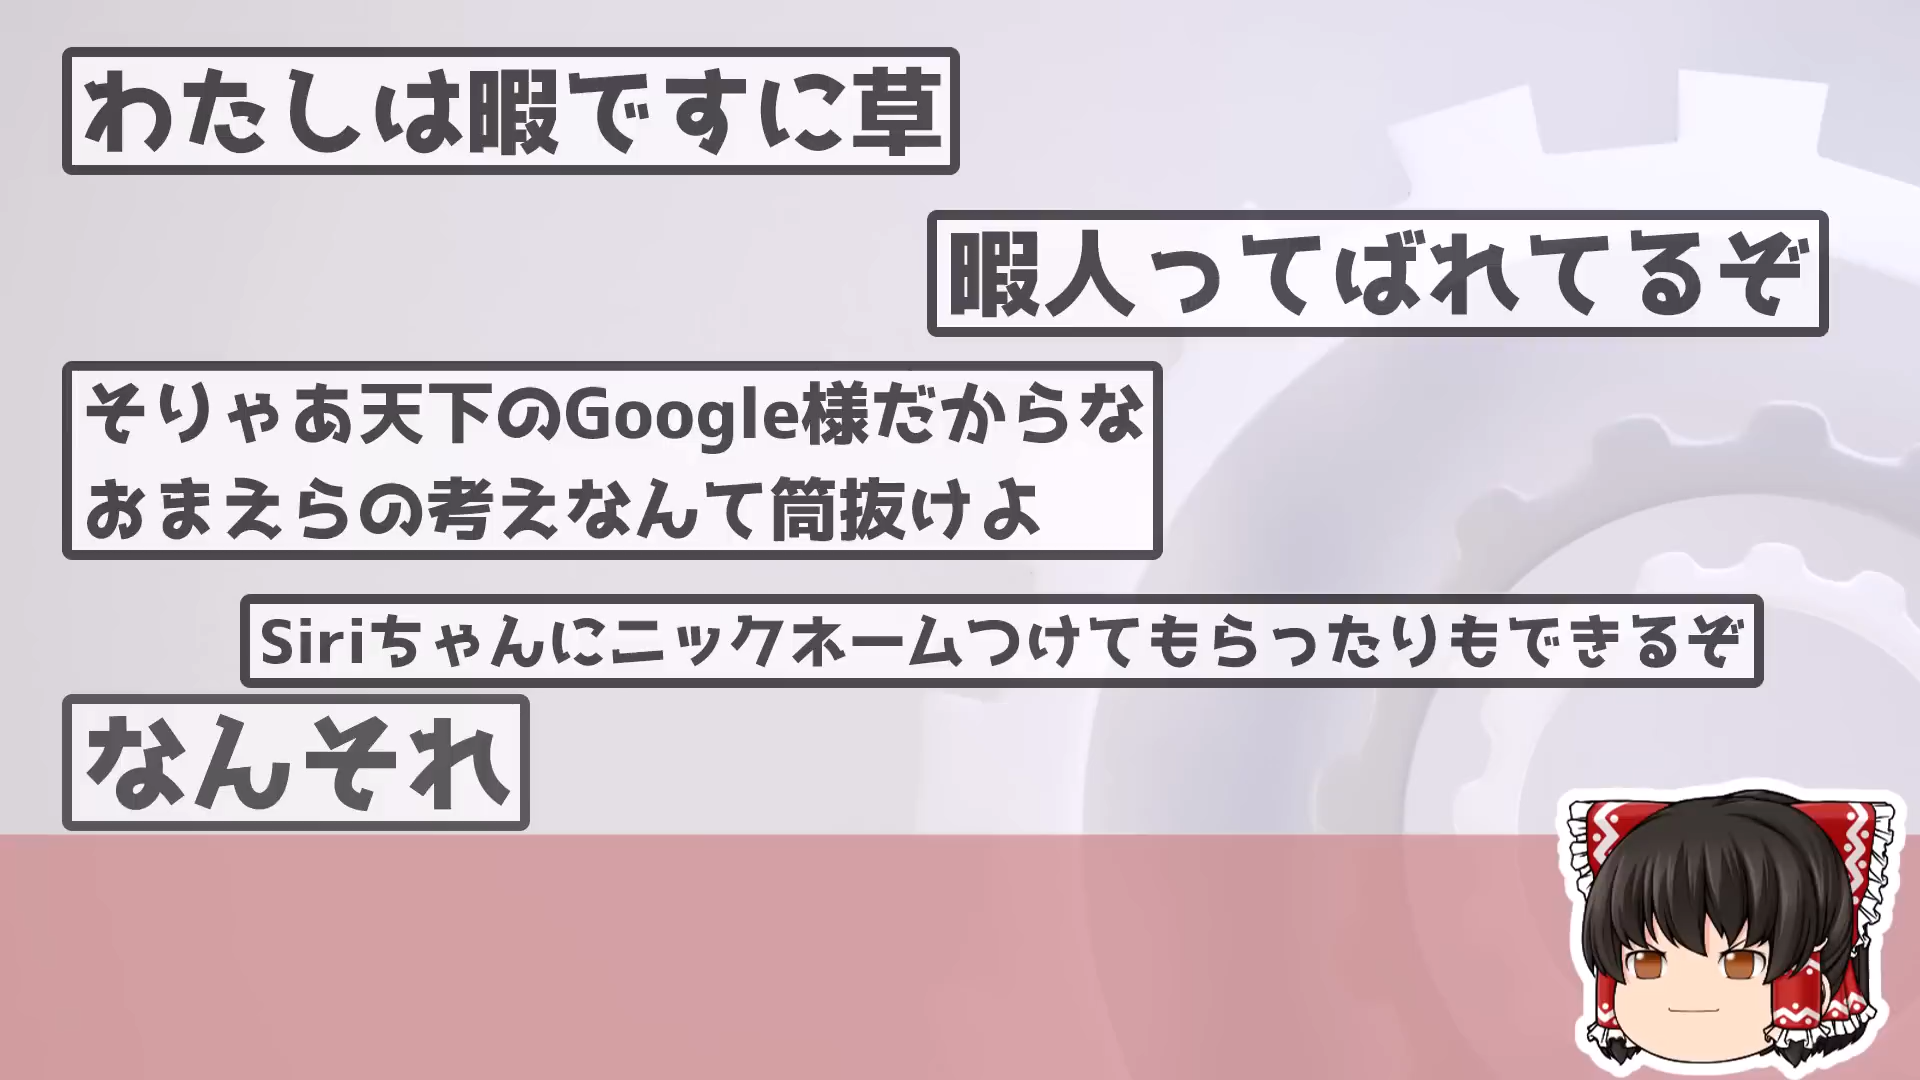 わたしは暇ですに草
暇人ってばれてるぞ
そりゃあ天下のGoogle様だからな
おまえらの考えなんて筒抜けよ
Siriちゃんにニックネームつけてもらったりもできるぞ
なんそれ